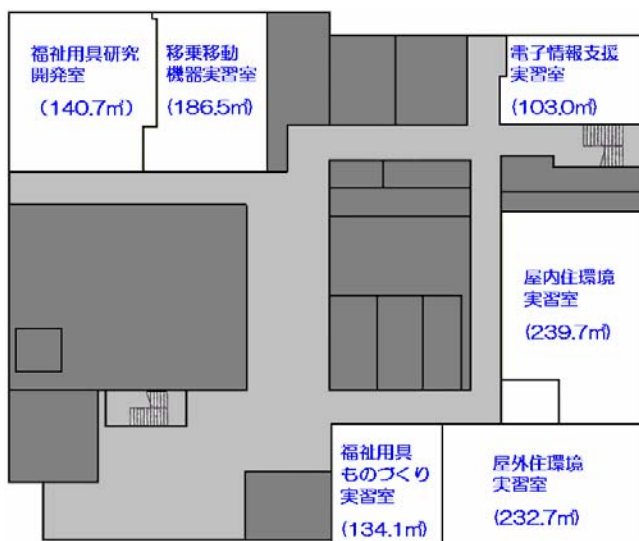 福祉用具研究
開発室
(140.7㎡)
移乗移動
機器実習室
(186.5㎡)
電子情報支援
実習室
(103.0㎡)
屋内住環境
実習室
(239.7㎡)
福祉用具
ものづくり
実習室
(134.1㎡)
屋外住環境
実習室
(232.7㎡)